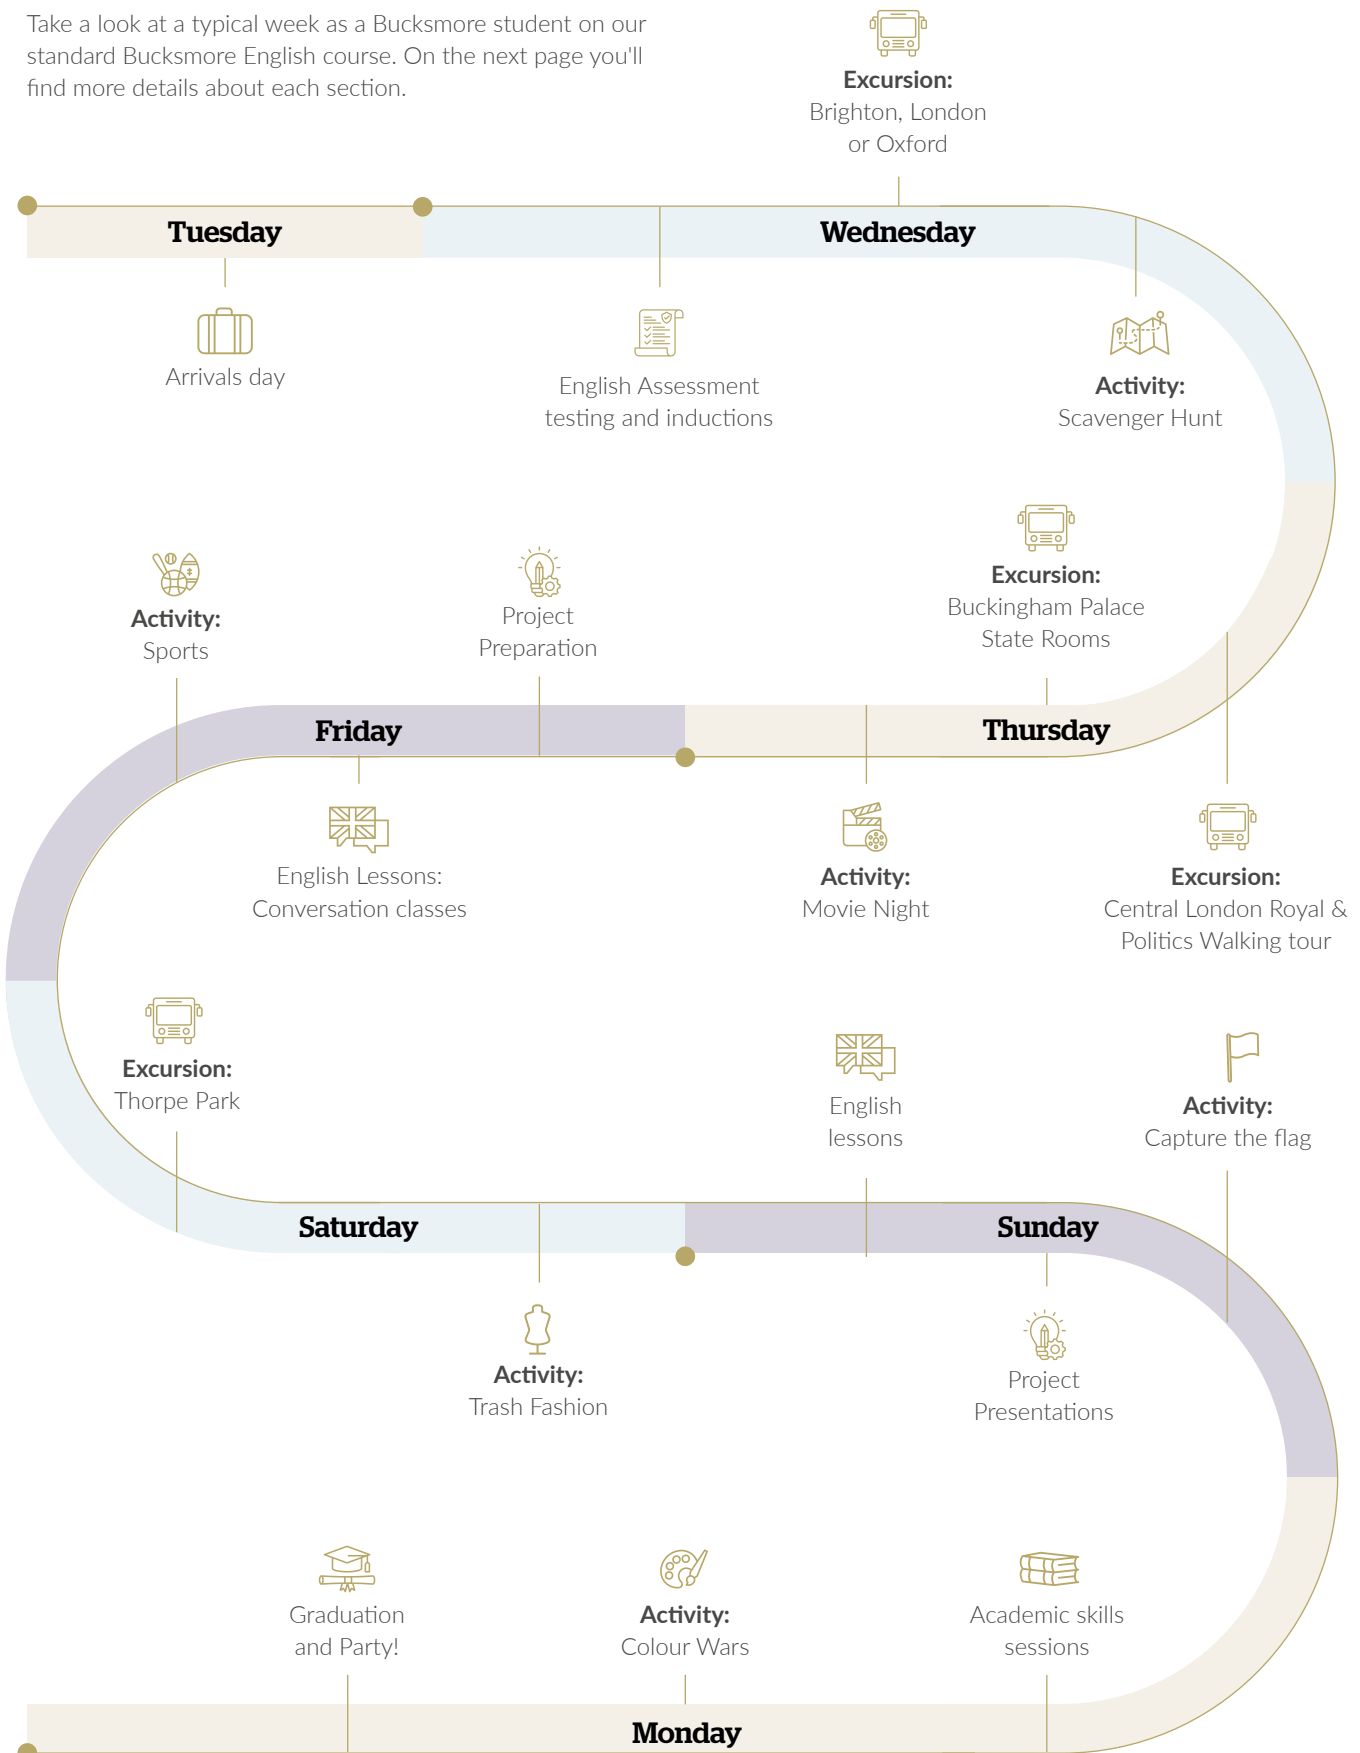 Take a look at a typical week as a Bucksmore student on our
standard Bucksmore English course. On the next page you'll
find more details about each section.
Excursion:
Brighton, London
or Oxford
Tuesday
Wednesday
Arrivals day
English Assessment
testing and inductions
Activity:
Scavenger Hunt
Excursion:
Buckingham Palace
State Rooms
Activity:
Sports
Project
Preparation
Friday
Thursday
English Lessons:
Conversation classes
Activity:
Movie Night
Excursion:
Central London Royal &
Politics Walking tour
Excursion:
Thorpe Park
English
lessons
Activity:
Capture the flag
Saturday
Sunday
Activity:
Trash Fashion
Project
Presentations
Graduation
and Party!
Activity:
Colour Wars
Academic skills
sessions
Monday